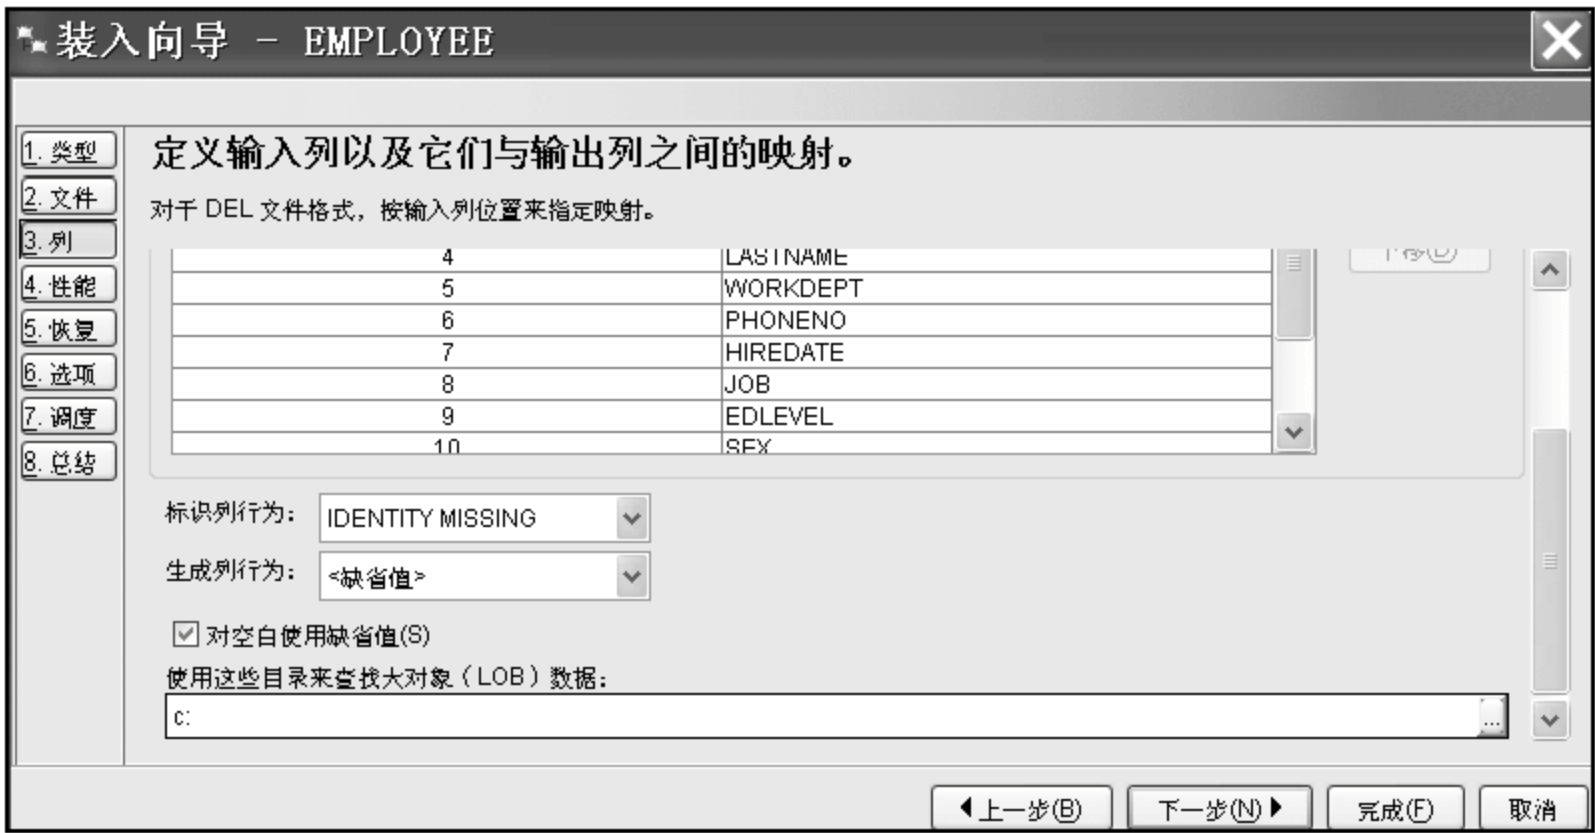 装入向导 - EMPLOYEE
1. 类型
2. 文件
3. 列
4. 性能
5. 恢复
6. 选项
7. 调度
8. 总结
定义输入列以及它们与输出列之间的映射。
对于 DEL 文件格式，按输入列位置来指定映射。
4 LASTNAME
5 WORKDEPT
6 PHONENO
7 HIREDATE
8 JOB
9 EDLEVEL
10 SEX
下移(D)
标识列行为： IDENTITY MISSING
生成列行为： <缺省值>
对空白使用缺省值(S)
使用这些目录来查找大对象（LOB）数据：
c:
...
上一步(B) 下一步(N) 完成(F) 取消